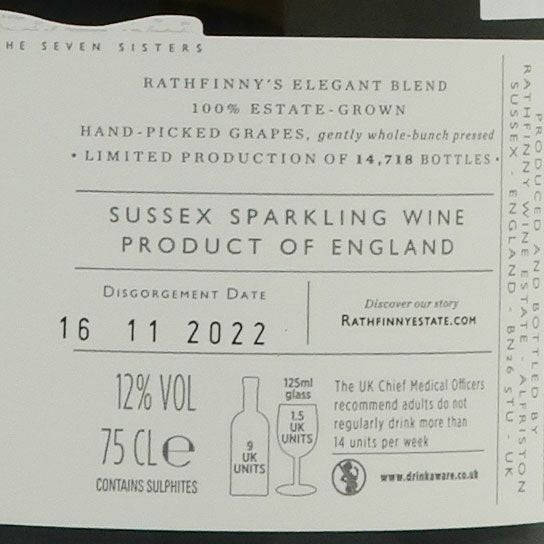 HE SEVEN SISTERS
RATHFINNY'S ELEGANT BLEND
100% ESTATE-GROWN
HAND-PICKED GRAPES, gently whole-bunch pressed
• LIMITED PRODUCTION OF 14,718 BOTTLES •
SUSSEX SPARKLING WINE
PRODUCT OF ENGLAND
DISGORGEMENT DATE
16 11 2022
Discover our story
RATHFINNYESTATE.COM
12% VOL
75 CL e
CONTAINS SULPHITES
9
UK
UNITS
125ml
glass
1.5
UK
UNITS
The UK Chief Medical Officers
recommend adults do not
regularly drink more than
14 units per week
www.drinkaware.co.uk
PRODUCED AND BOTTLED BY
RATHFINNY WINE ESTATE - ALFRISTON
SUSSEX - ENGLAND - BN26 5TU - UK